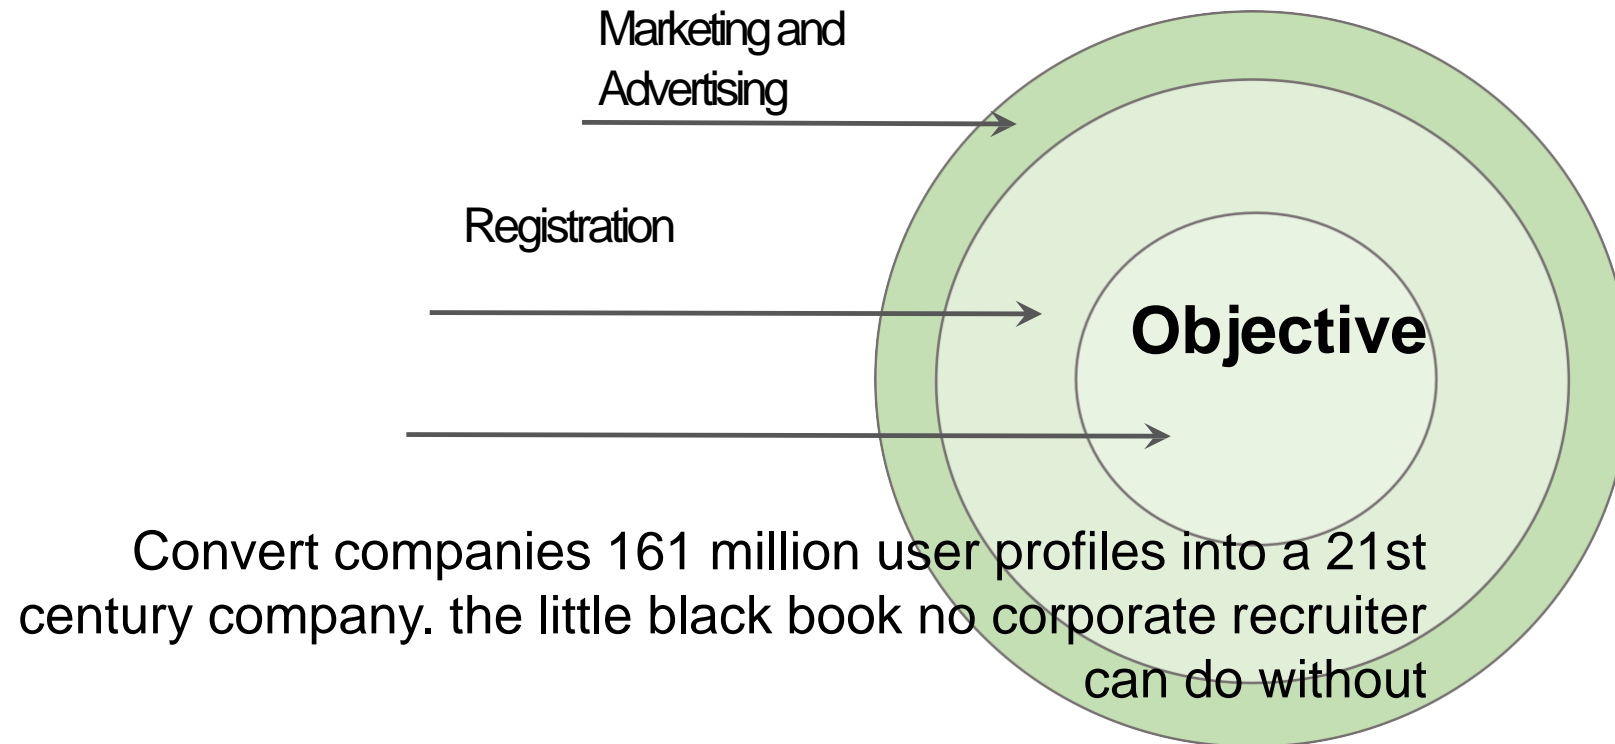 Marketing and
Advertising
Registration
Objective
Convert companies 161 million user profiles into a 21st
century company. the little black book no corporate recruiter
can do without